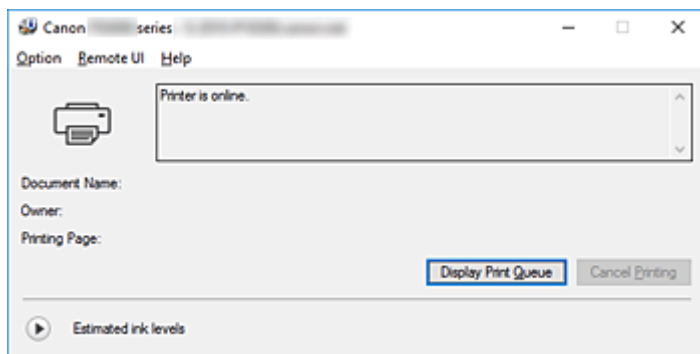 Canon series
Option Remote UI Help
Printer is online.
Document Name:
Owner:
Printing Page:
Display Print Queue Cancel Printing
Estimated ink levels